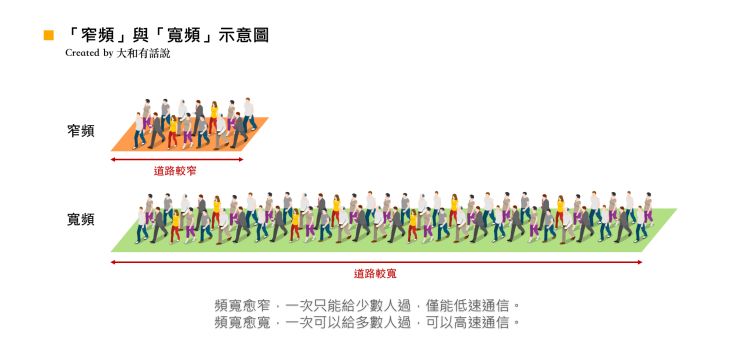 「窄頻」與「寬頻」示意圖
Created by 大和有話說
窄頻
道路較窄
寬頻
道路較寬
頻寬愈窄，一次只能給少數人過，僅能低速通信。
頻寬愈寬，一次可以給多數人過，可以高速通信。